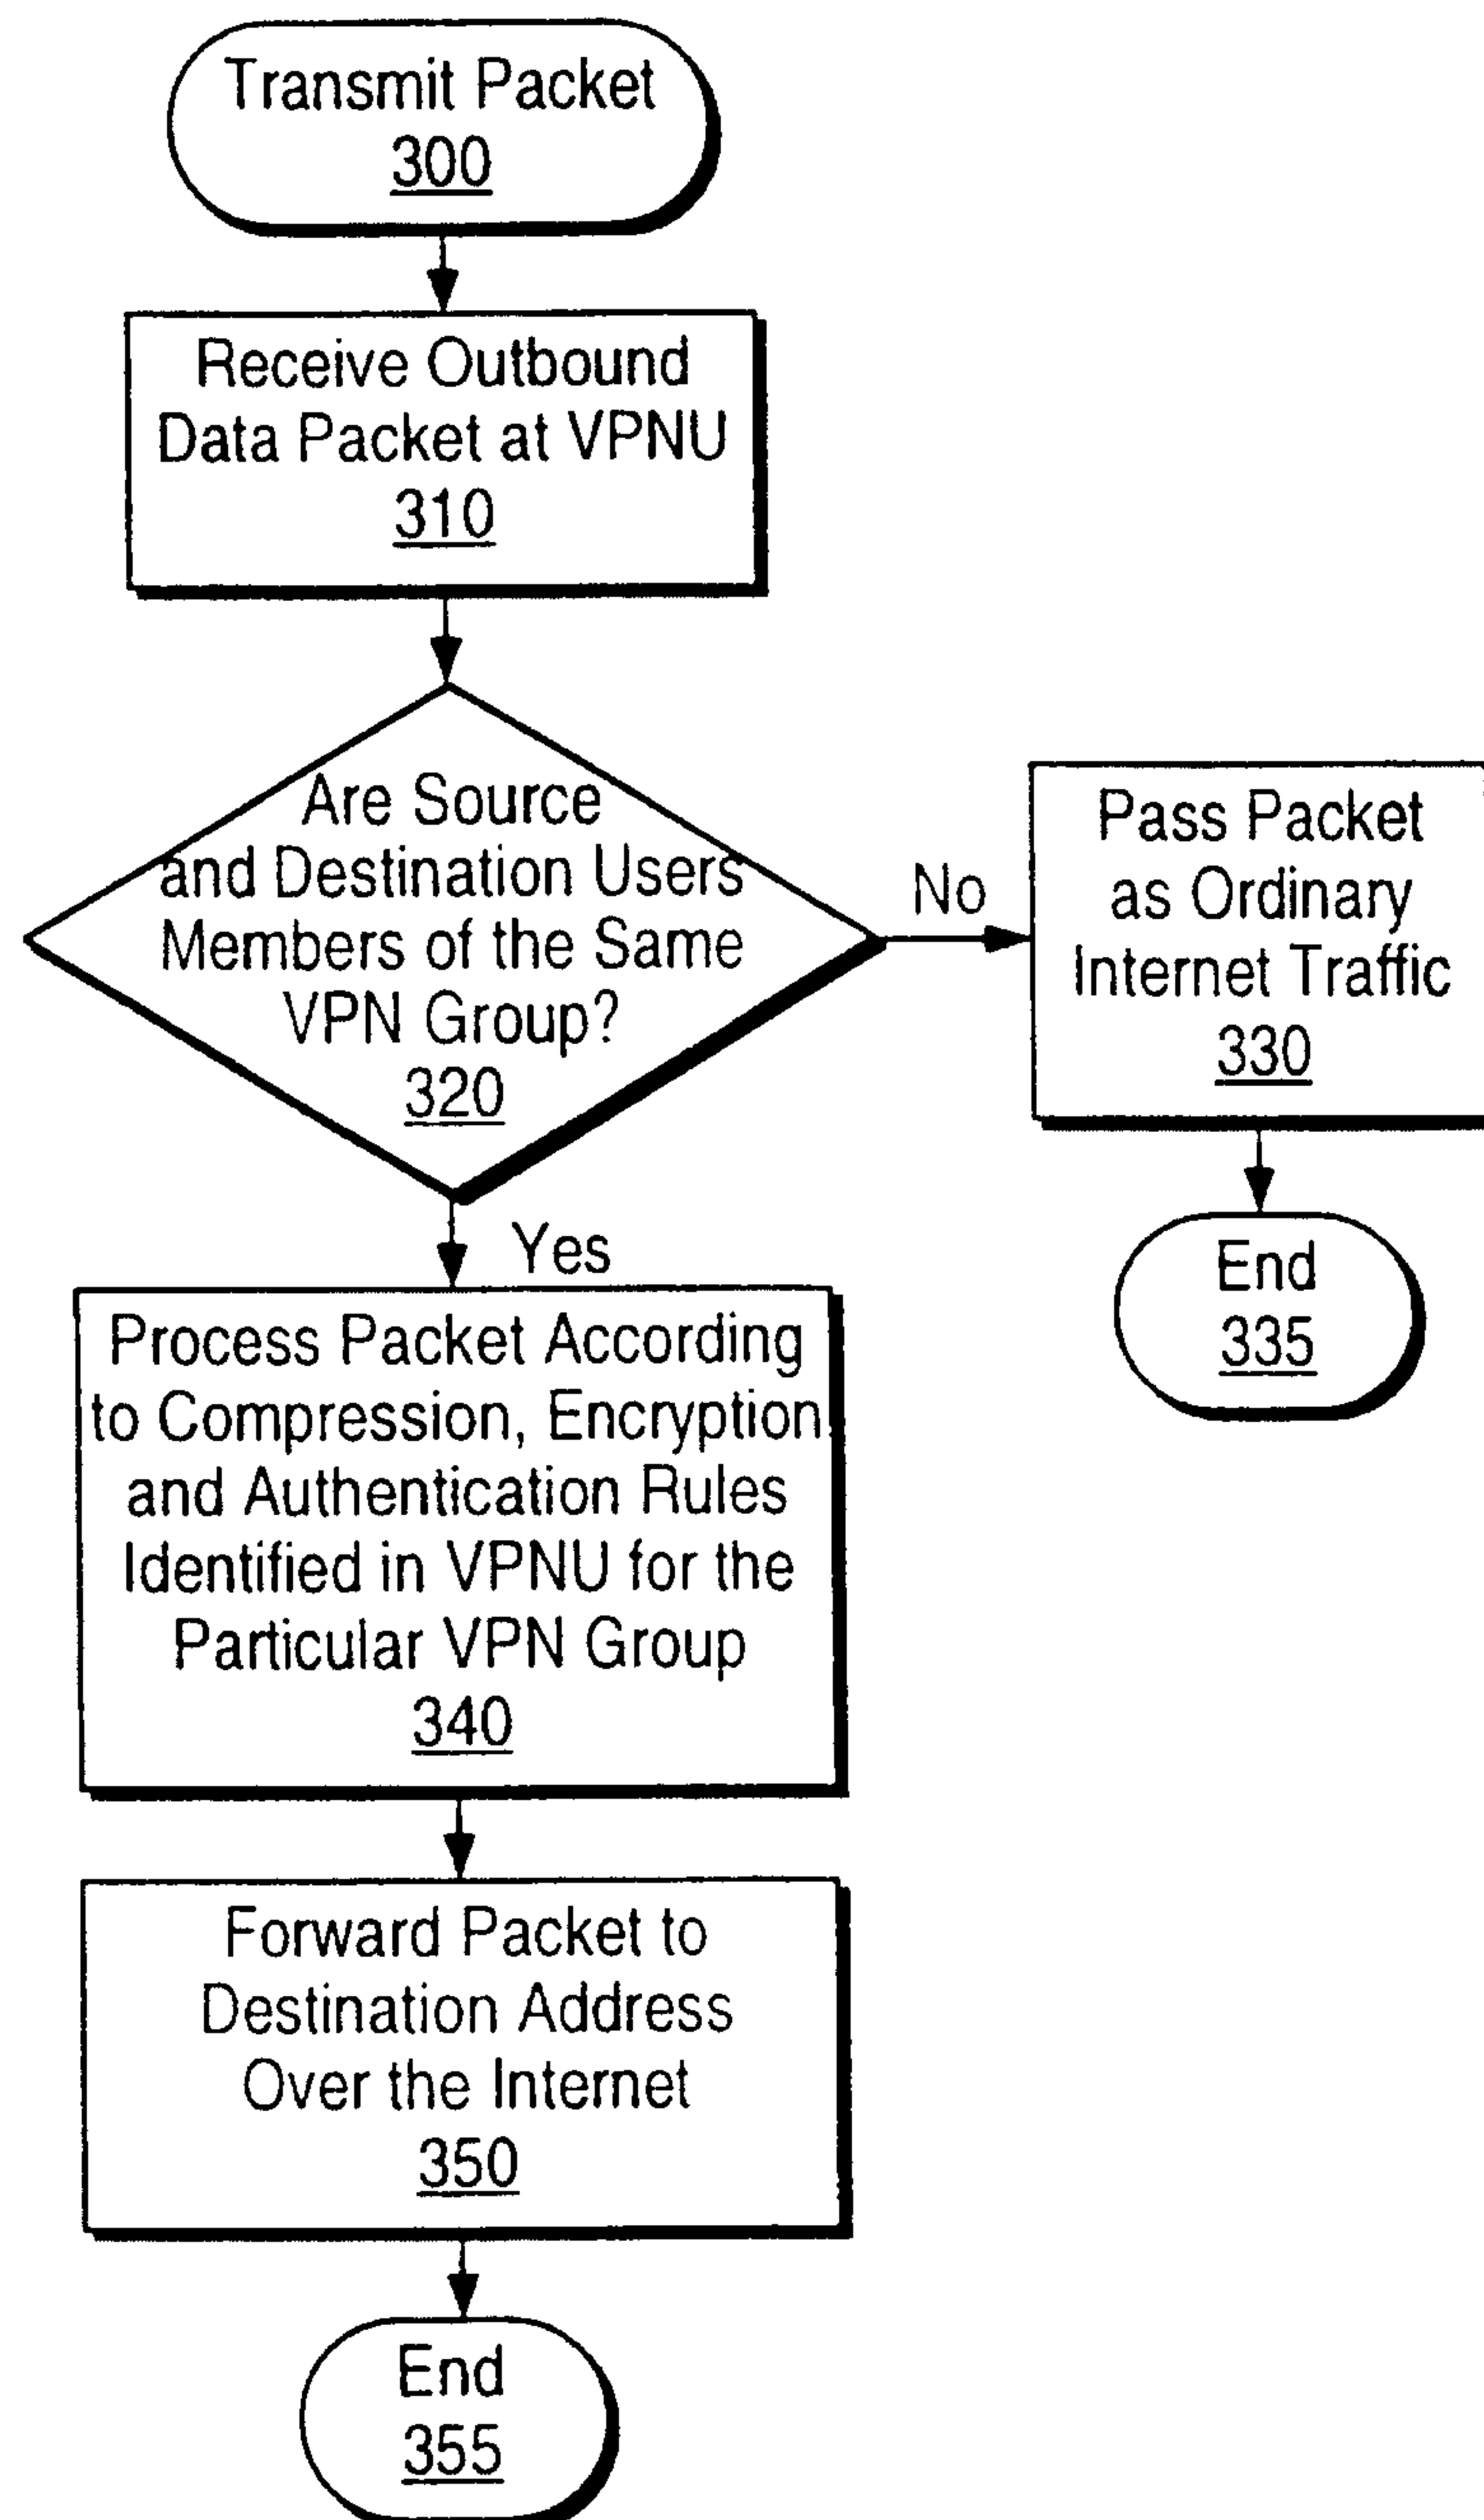 Transmit Packet
300
Receive Outbound
Data Packet at VPNU
310
Are Source
and Destination Users
Members of the Same
VPN Group?
320
No
Pass Packet
as Ordinary
Internet Traffic
330
End
335
Yes
Process Packet According
to Compression, Encryption
and Authentication Rules
Identified in VPNU for the
Particular VPN Group
340
Forward Packet to
Destination Address
Over the Internet
350
End
355